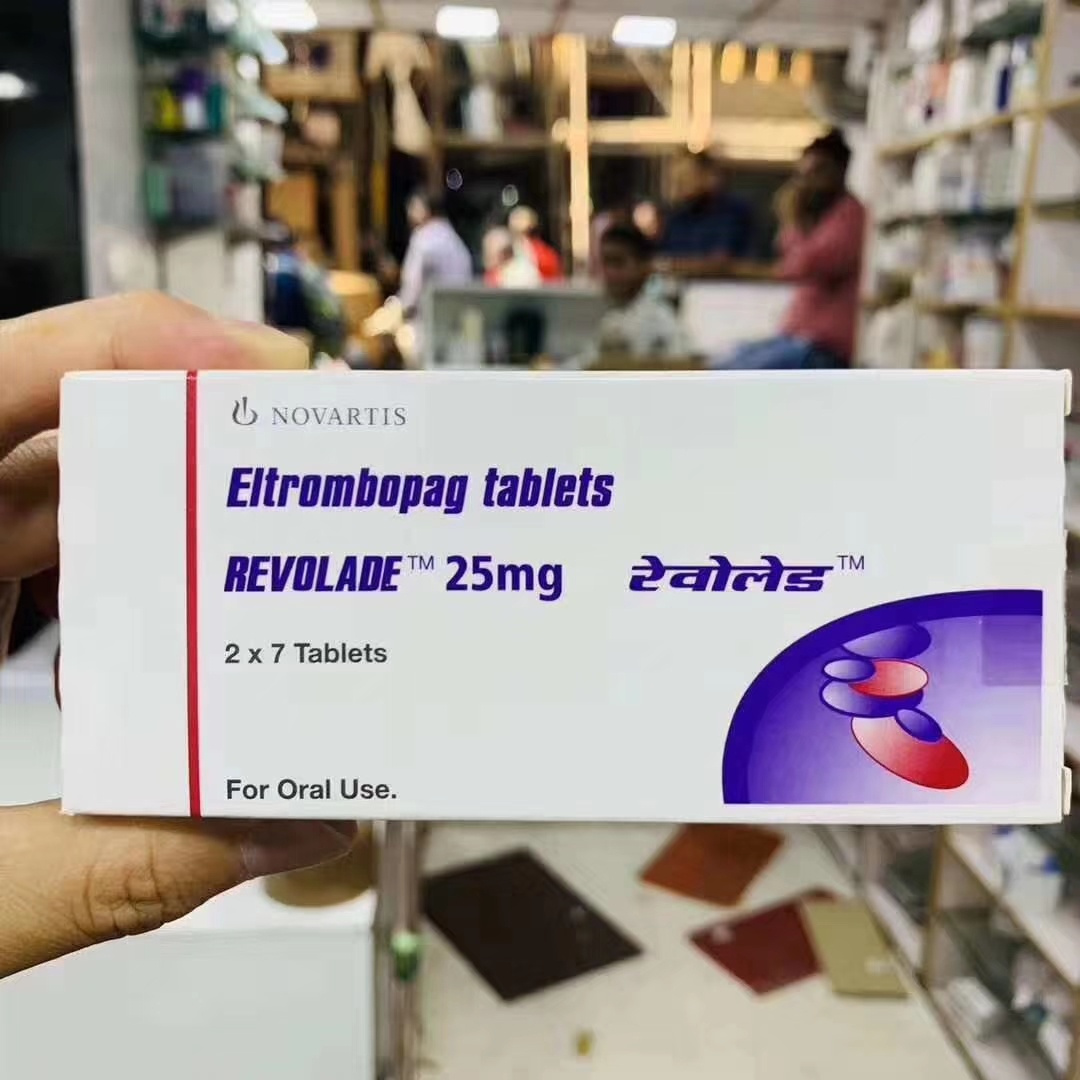 NOVARTIS
Eltrombopag tablets
REVOLADE™ 25mg रेवोलेड™
2 x 7 Tablets
For Oral Use.